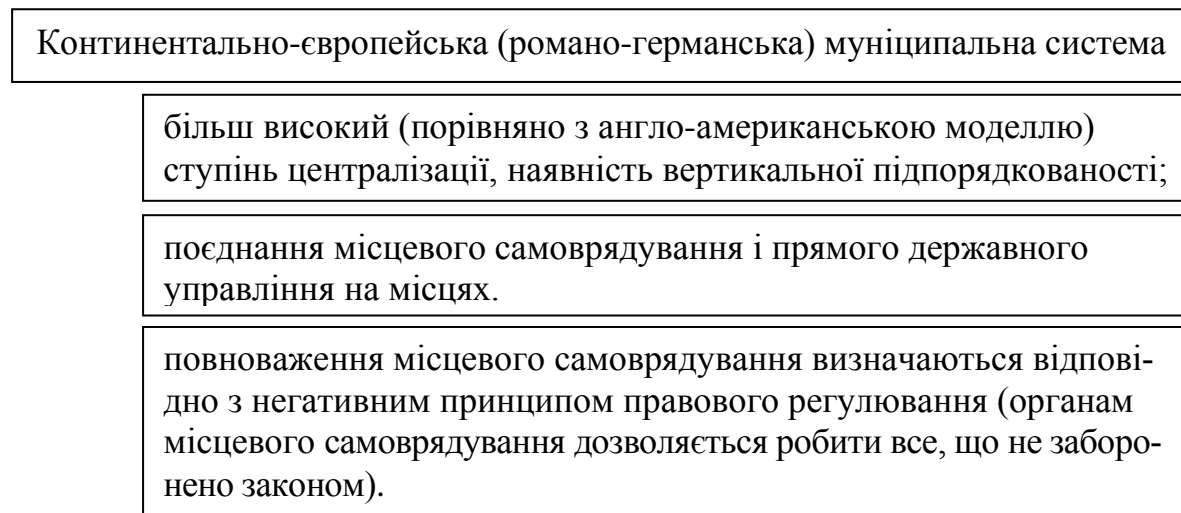 Континентально-європейська (романо-германська) муніципальна система
більш високий (порівняно з англо-американською моделлю)
ступінь централізації, наявність вертикальної підпорядкованості;
поєднання місцевого самоврядування і прямого державного
управління на місцях.
повноваження місцевого самоврядування визначаються відпові-
дно з негативним принципом правового регулювання (органам
місцевого самоврядування дозволяється робити все, що не заборо-
нено законом).